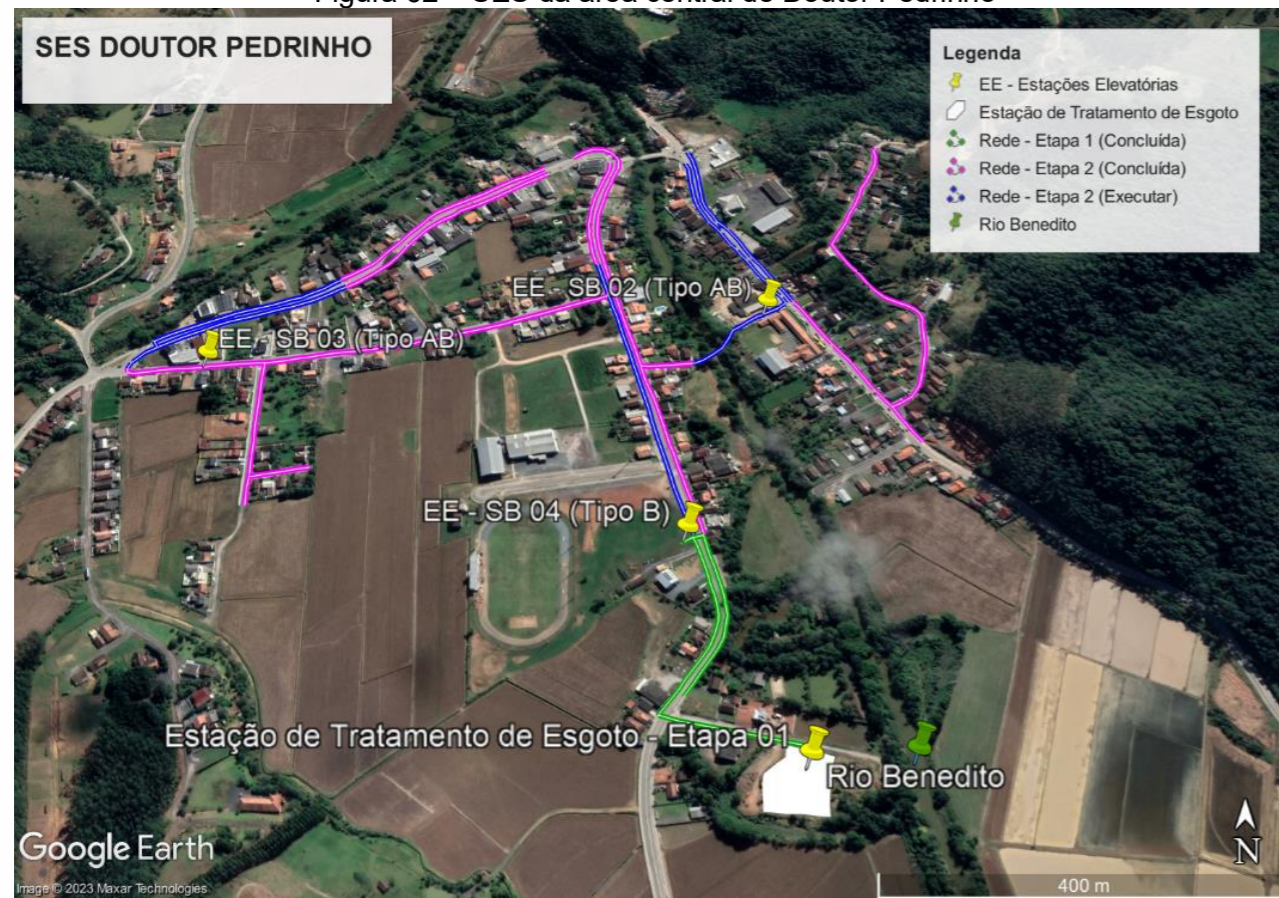 SES DOUTOR PEDRINHO
Legenda
EE - Estações Elevatórias
Estação de Tratamento de Esgoto
Rede - Etapa 1 (Concluída)
Rede - Etapa 2 (Concluída)
Rede - Etapa 2 (Executar)
Rio Benedito
EE - SB 02 (Tipo AB)
EE - SB 03 (Tipo AB)
EE - SB 04 (Tipo B)
Estação de Tratamento de Esgoto - Etapa 01
Rio Benedito
Google Earth
Image © 2023 Maxar Technologies
N
400 m